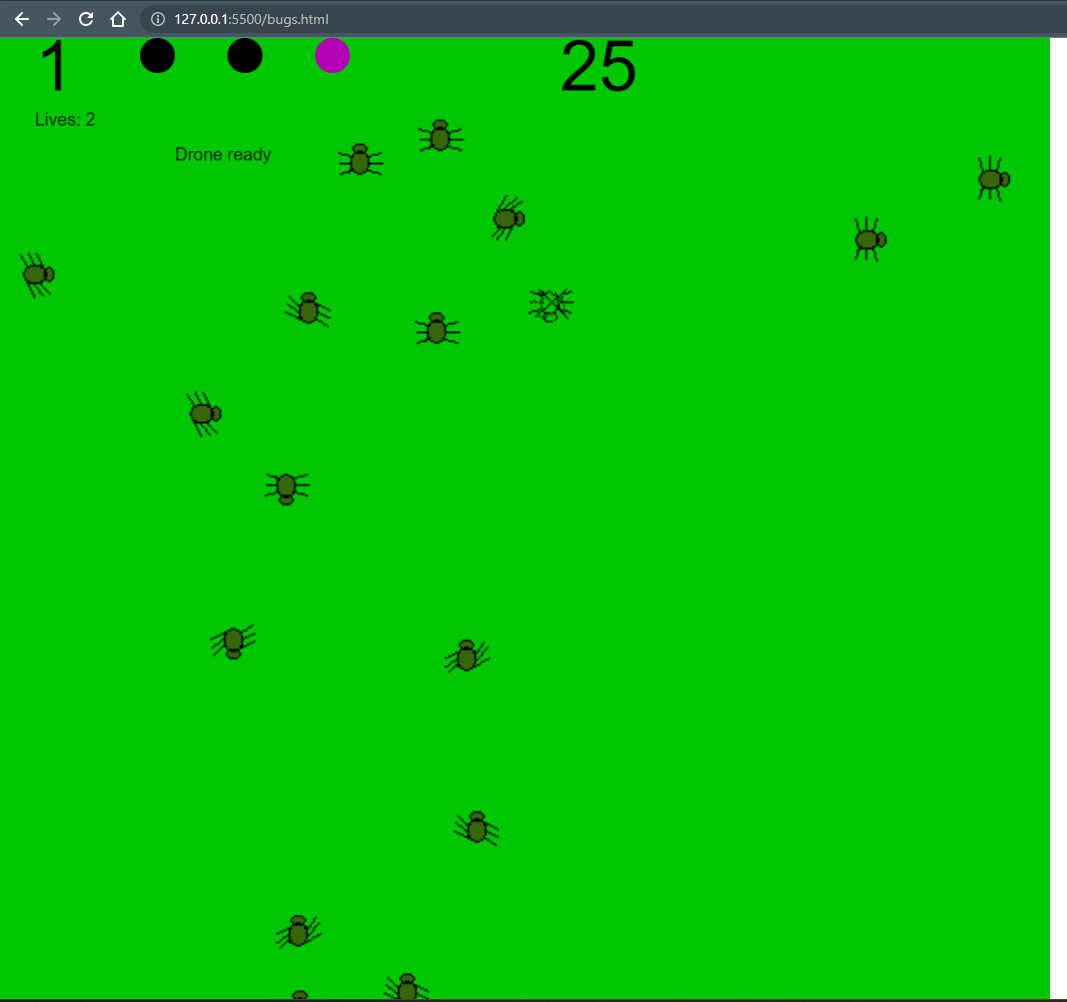 127.0.0.1:5500/bugs.html
1
25
Lives: 2
Drone ready